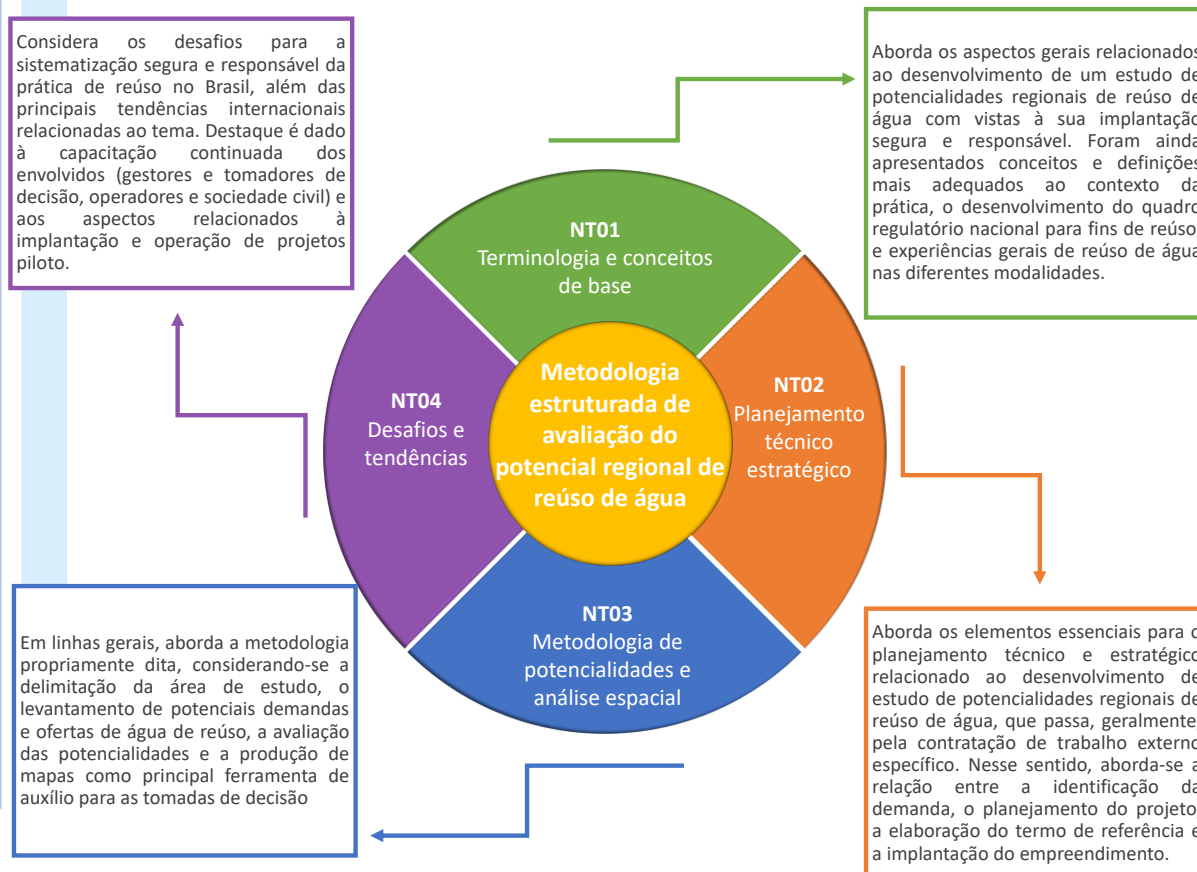 Considera os desafios para a
sistematização segura e responsável da
prática de reúso no Brasil, além das
principais tendências internacionais
relacionadas ao tema. Destaque é dado
à capacitação continuada dos
envolvidos (gestores e tomadores de
decisão, operadores e sociedade civil) e
aos aspectos relacionados à
implantação e operação de projetos
piloto.
Aborda os aspectos gerais relacionados
ao desenvolvimento de um estudo de
potencialidades regionais de reúso de
água com vistas à sua implantação
segura e responsável. Foram ainda
apresentados conceitos e definições
mais adequados ao contexto da
prática, o desenvolvimento do quadro
regulatório nacional para fins de reúso,
e experiências gerais de reúso de água
nas diferentes modalidades.
NT01
Terminologia e conceitos
de base
NT04
Desafios e
tendências
Metodologia
estruturada de
avaliação do
potencial regional de
reúso de água
NT02
Planejamento
técnico
estratégico
NT03
Metodologia de
potencialidades e
análise espacial
Em linhas gerais, aborda a metodologia
propriamente dita, considerando-se a
delimitação da área de estudo, o
levantamento de potenciais demandas
e ofertas de água de reúso, a avaliação
das potencialidades e a produção de
mapas como principal ferramenta de
auxílio para as tomadas de decisão
Aborda os elementos essenciais para o
planejamento técnico e estratégico
relacionado ao desenvolvimento de
estudo de potencialidades regionais de
reúso de água, que passa, geralmente,
pela contratação de trabalho externo
específico. Nesse sentido, aborda-se a
relação entre a identificação da
demanda, o planejamento do projeto,
a elaboração do termo de referência e
a implantação do empreendimento.